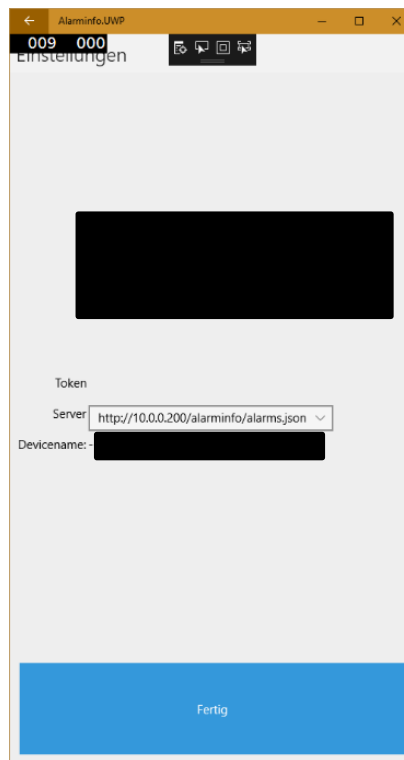 Alarminfo.UWP
009 000
Einstellungen
Token
Server http://10.0.0.200/alarminfo/alarms.json
Devicename: -
Fertig